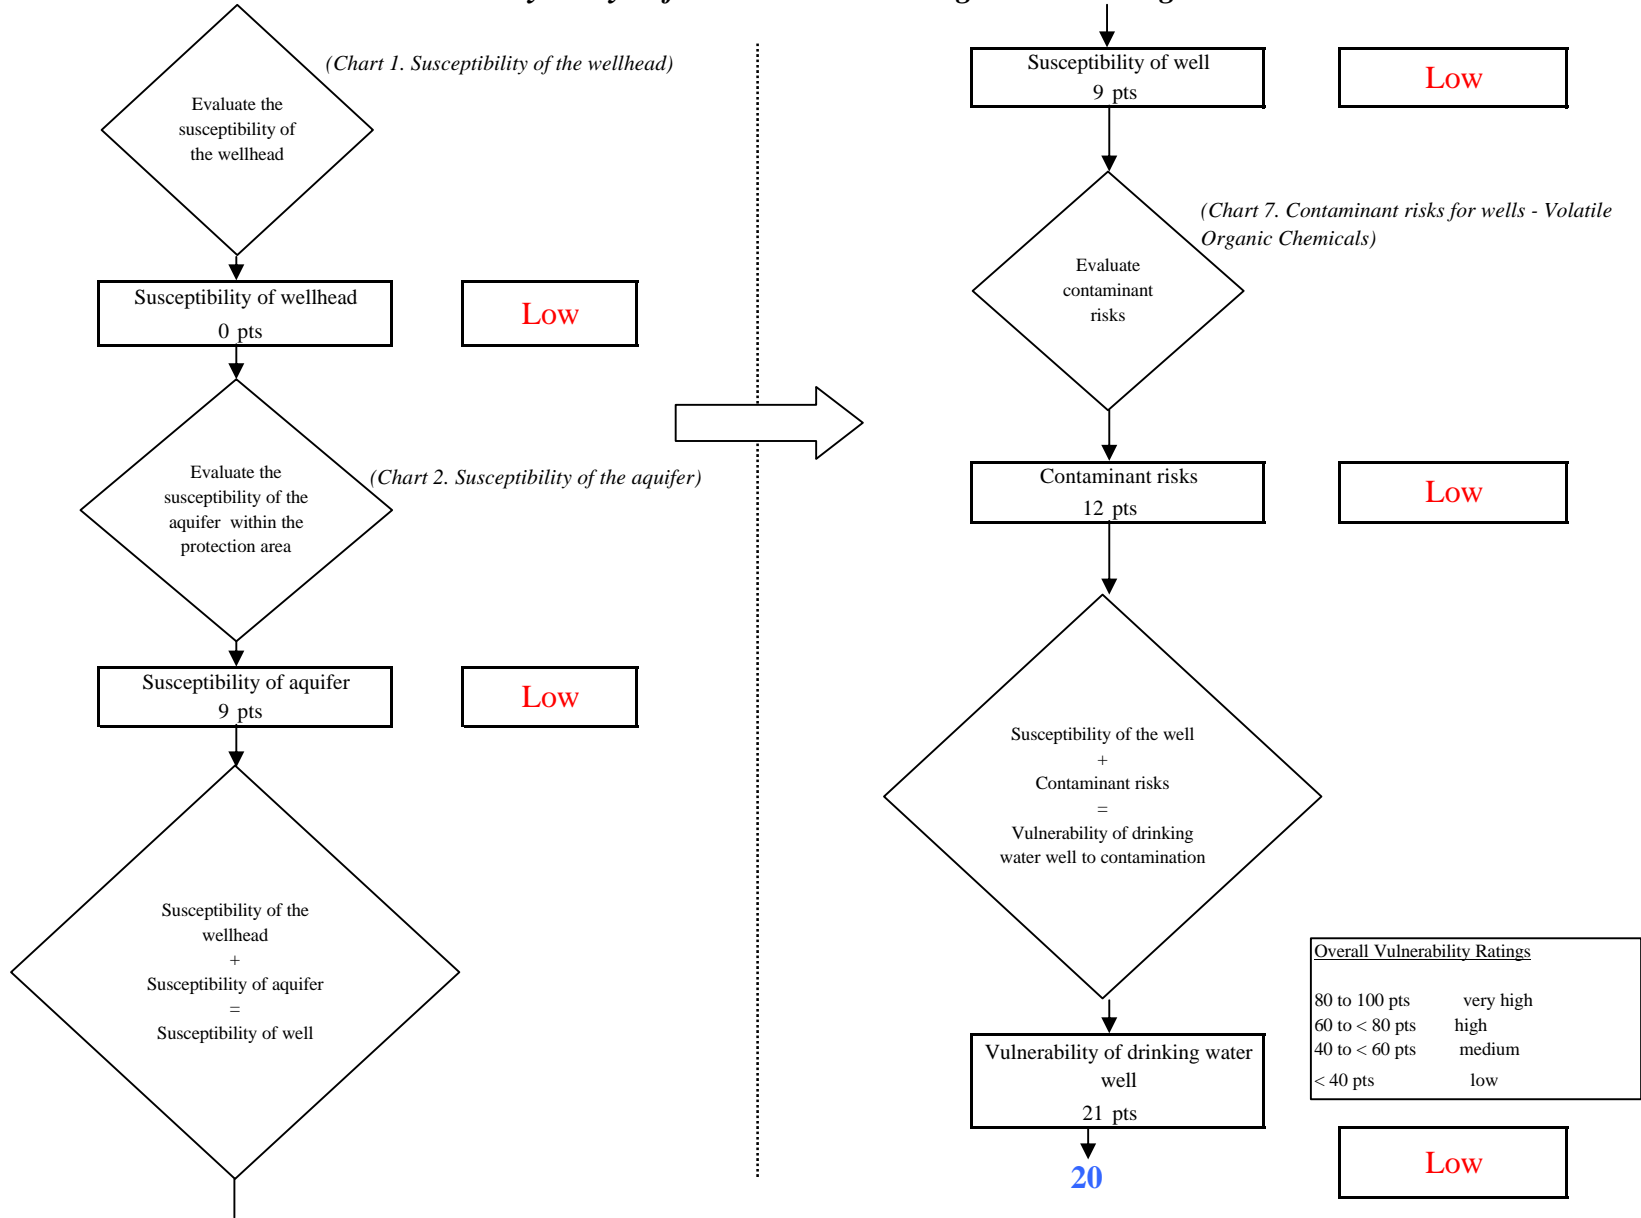 (Chart 1. Susceptibility of the wellhead)
Evaluate the
susceptibility of
the wellhead
Susceptibility of wellhead
0 pts
Low
Evaluate the
susceptibility of the
aquifer within the
protection area
(Chart 2. Susceptibility of the aquifer)
Susceptibility of aquifer
9 pts
Low
Susceptibility of the
wellhead
+
Susceptibility of aquifer
=
Susceptibility of well
Susceptibility of well
9 pts
Low
(Chart 7. Contaminant risks for wells - Volatile
Organic Chemicals)
Evaluate
contaminant
risks
Contaminant risks
12 pts
Low
Susceptibility of the well
+
Contaminant risks
=
Vulnerability of drinking
water well to contamination
Overall Vulnerability Ratings
80 to 100 pts very high
60 to < 80 pts high
40 to < 60 pts medium
< 40 pts low
Vulnerability of drinking water
well
21 pts
20
Low